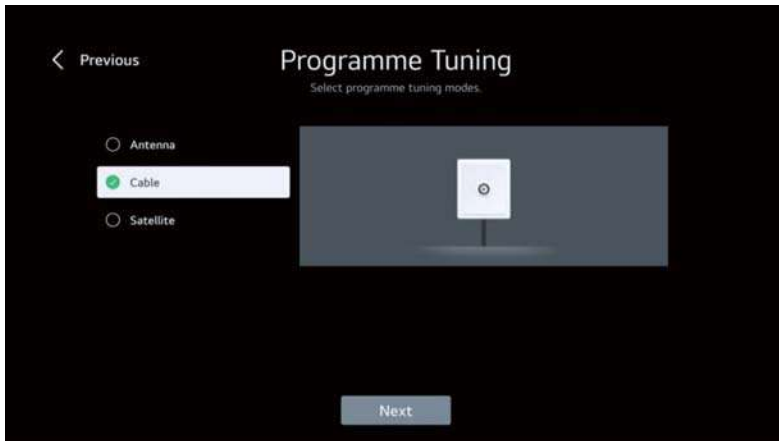 Previous
Programme Tuning
Select programme tuning modes.
Antenna
Cable
Satellite
Next